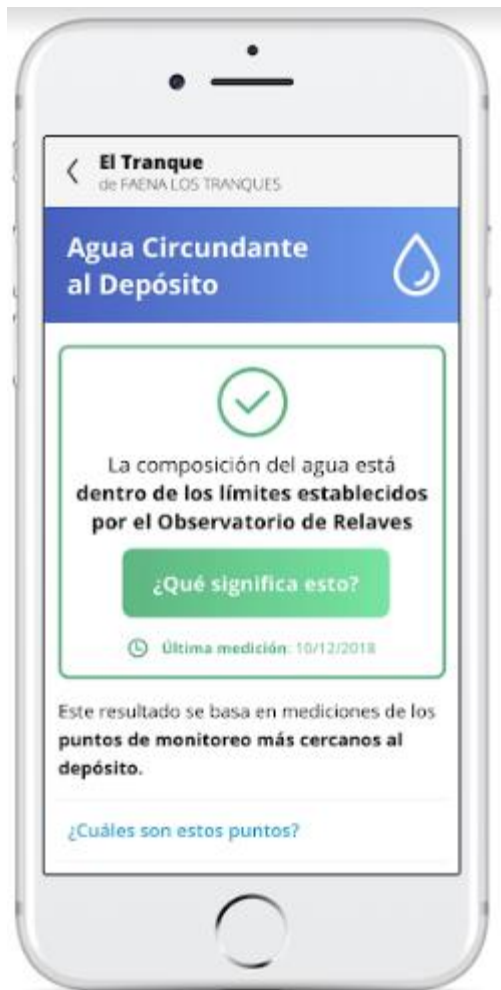 El Tranque
de FAENA LOS TRANQUES
Agua Circundante
al Depósito
La composición del agua está
dentro de los límites establecidos
por el Observatorio de Relaves
¿Qué significa esto?
Última medición: 10/12/2018
Este resultado se basa en mediciones de los
puntos de monitoreo más cercanos al
depósito.
¿Cuáles son estos puntos?